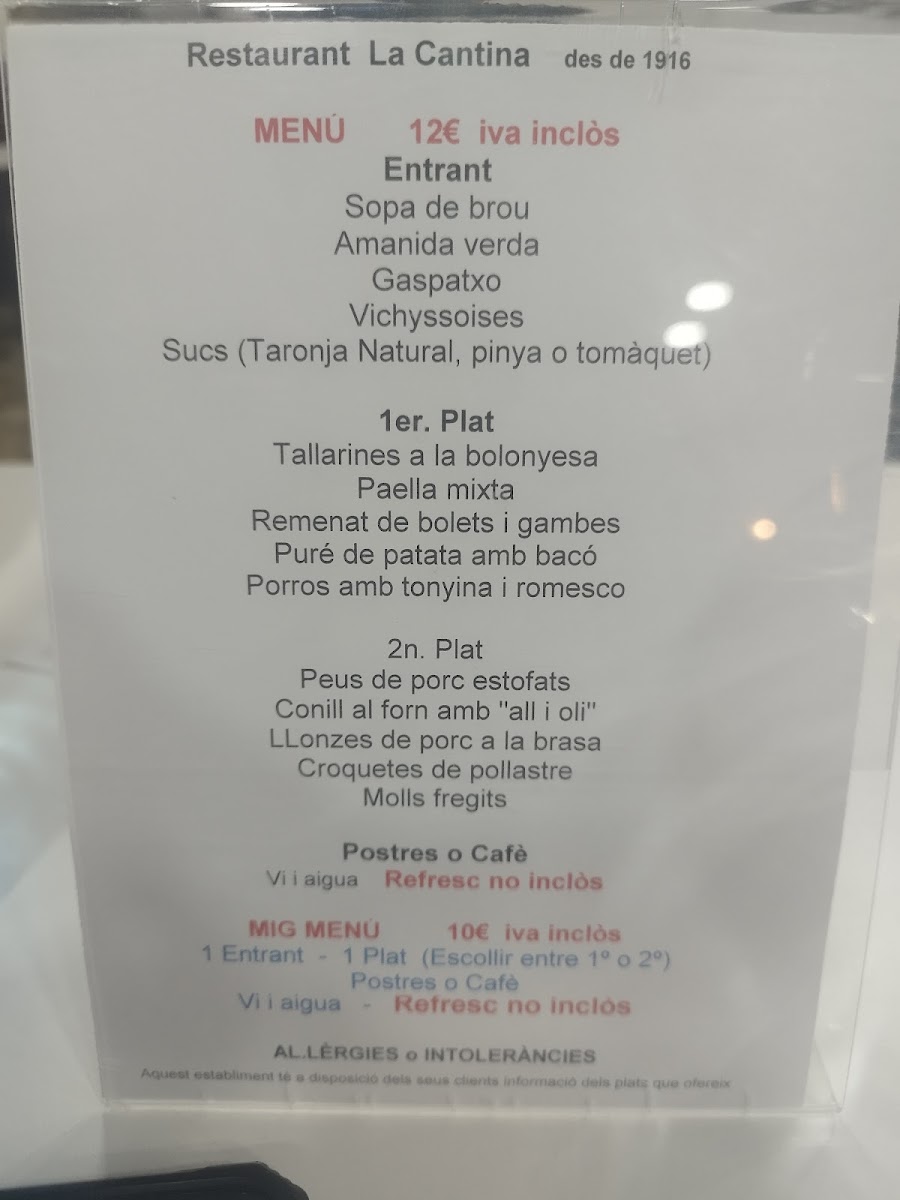 Restaurant La Cantina des de 1916
MENÚ 12€ iva inclòs
Entrant
Sopa de brou
Amanida verda
Gaspatxo
Vichyssoises
Sucs (Taronja Natural, pinya o tomàquet)
1er. Plat
Tallarines a la bolonyesa
Paella mixta
Remenat de bolets i gambes
Puré de patata amb bacó
Porros amb tonyina i romesco
2n. Plat
Peus de porc estofats
Conill al forn amb "all i oli"
LLonzes de porc a la brasa
Croquetes de pollastre
Molls fregits
Postres o Cafè
Vi i aigua Refresc no inclòs
MIG MENÚ 10€ iva inclòs
1 Entrant - 1 Plat (Escollir entre 1º o 2º)
Postres o Cafè
Vi i aigua - Refresc no inclòs
AL.LÈRGIES o INTOLERÀNCIES
Aquest establiment té a disposició dels seus clients informació dels plats que ofereix